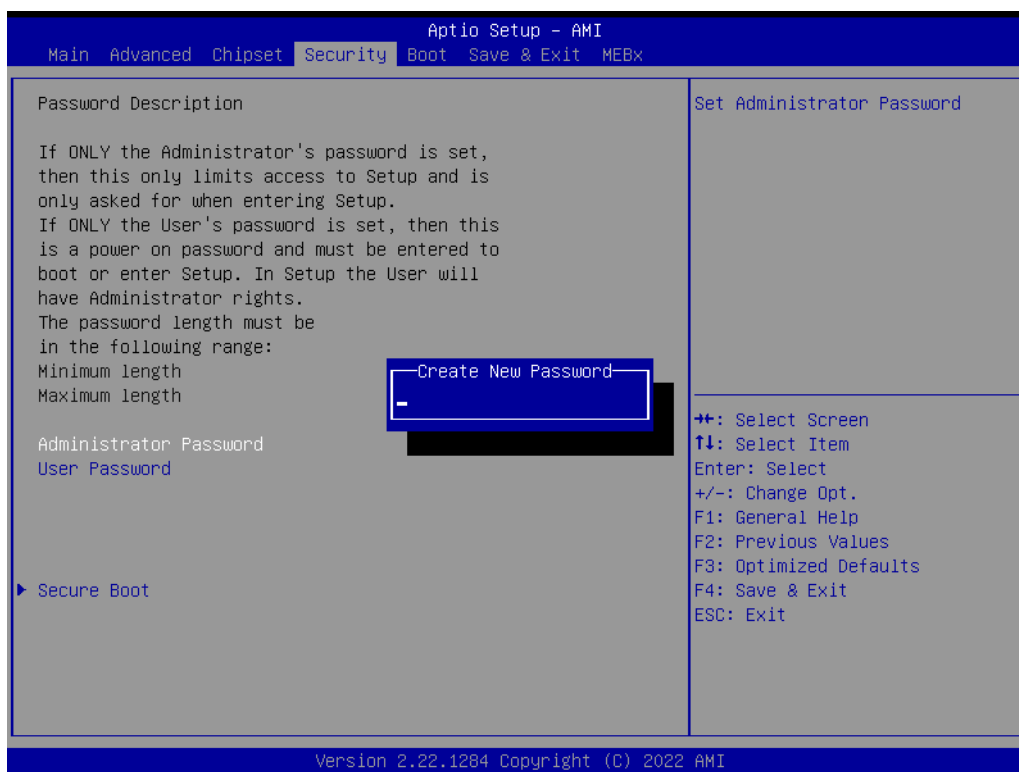 Aptio Setup – AMI
Main Advanced Chipset Security Boot Save & Exit MEBx
Password Description
If ONLY the Administrator's password is set,
then this only limits access to Setup and is
only asked for when entering Setup.
If ONLY the User's password is set, then this
is a power on password and must be entered to
boot or enter Setup. In Setup the User will
have Administrator rights.
The password length must be
in the following range:
Minimum length
Maximum length
Administrator Password
User Password
Secure Boot
Create New Password
Set Administrator Password
→←: Select Screen
↑↓: Select Item
Enter: Select
+/-: Change Opt.
F1: General Help
F2: Previous Values
F3: Optimized Defaults
F4: Save & Exit
ESC: Exit
Version 2.22.1284 Copyright (C) 2022 AMI